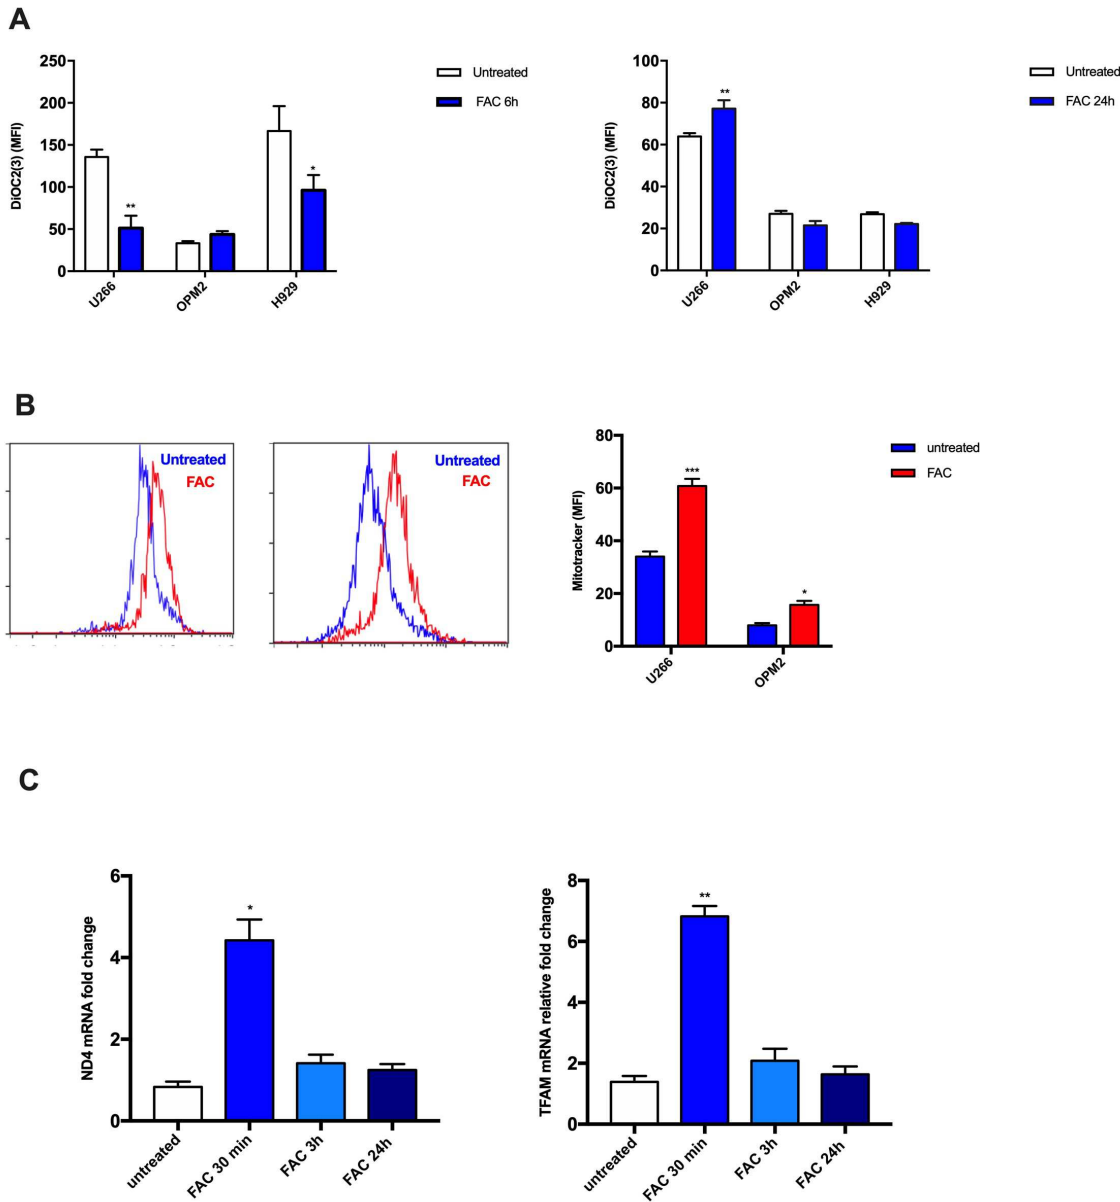 A
DiOC2(3) (MFI)
250
200
150
100
50
0
U266
OPM2
H929
**
*
Untreated
FAC 6h
DiOC2(3) (MFI)
100
80
60
40
20
0
U266
OPM2
H929
**
Untreated
FAC 24h
B
Untreated
FAC
Untreated
FAC
Mitotracker (MFI)
80
60
40
20
0
U266
OPM2
***
*
untreated
FAC
C
ND4 mRNA fold change
6
4
2
0
*
untreated
FAC 30 min
FAC 3h
FAC 24h
TFAM mRNA relative fold change
8
6
4
2
0
**
untreated
FAC 30 min
FAC 3h
FAC 24h